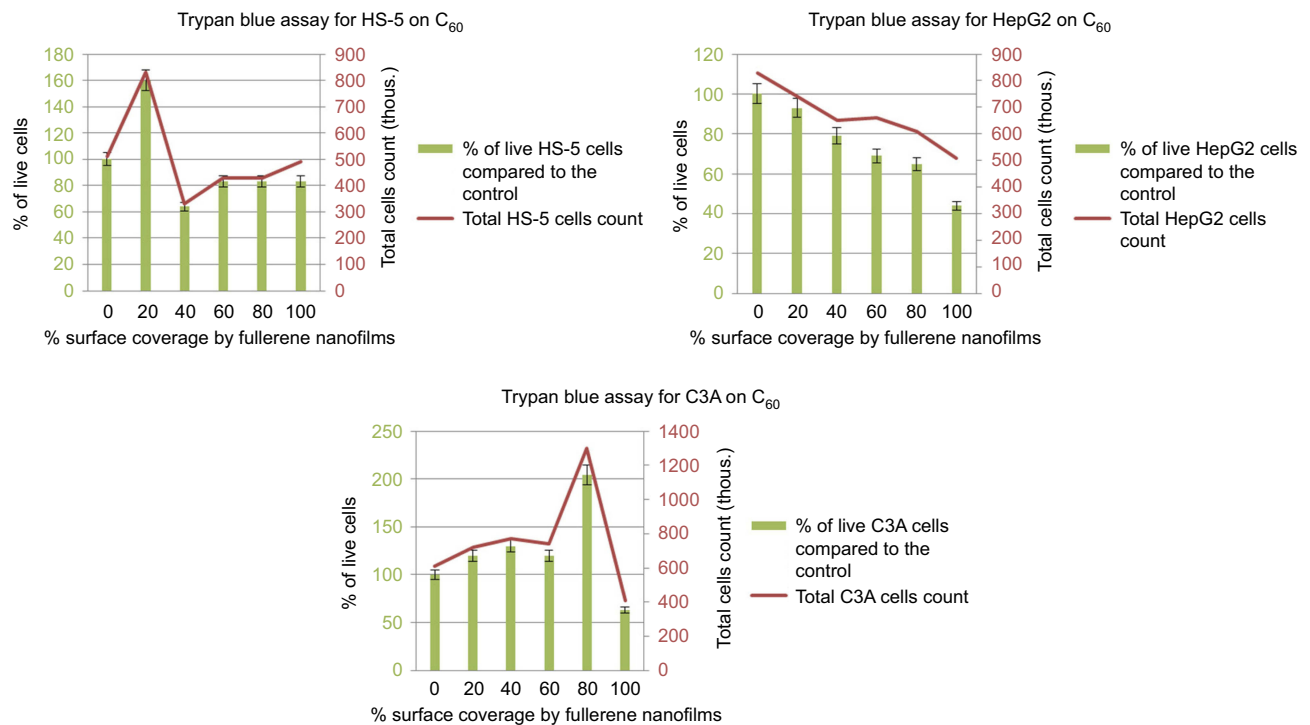 Trypan blue assay for HS-5 on C60
180
160
140
120
100
80
60
40
20
0
% of live cells
900
800
700
600
500
400
300
200
100
0
Total cells count (thous.)
0 20 40 60 80 100
% surface coverage by fullerene nanofilms
% of live HS-5 cells
compared to the
control
Total HS-5 cells count
Trypan blue assay for HepG2 on C60
120
100
80
60
40
20
0
% of live cells
900
800
700
600
500
400
300
200
100
0
Total cells count (thous.)
0 20 40 60 80 100
% surface coverage by fullerene nanofilms
% of live HepG2 cells
compared to the
control
Total HepG2 cells
count
Trypan blue assay for C3A on C60
250
200
150
100
50
0
% of live cells
1400
1200
1000
800
600
400
200
0
Total cells count (thous.)
0 20 40 60 80 100
% surface coverage by fullerene nanofilms
% of live C3A cells
compared to the
control
Total C3A cells count